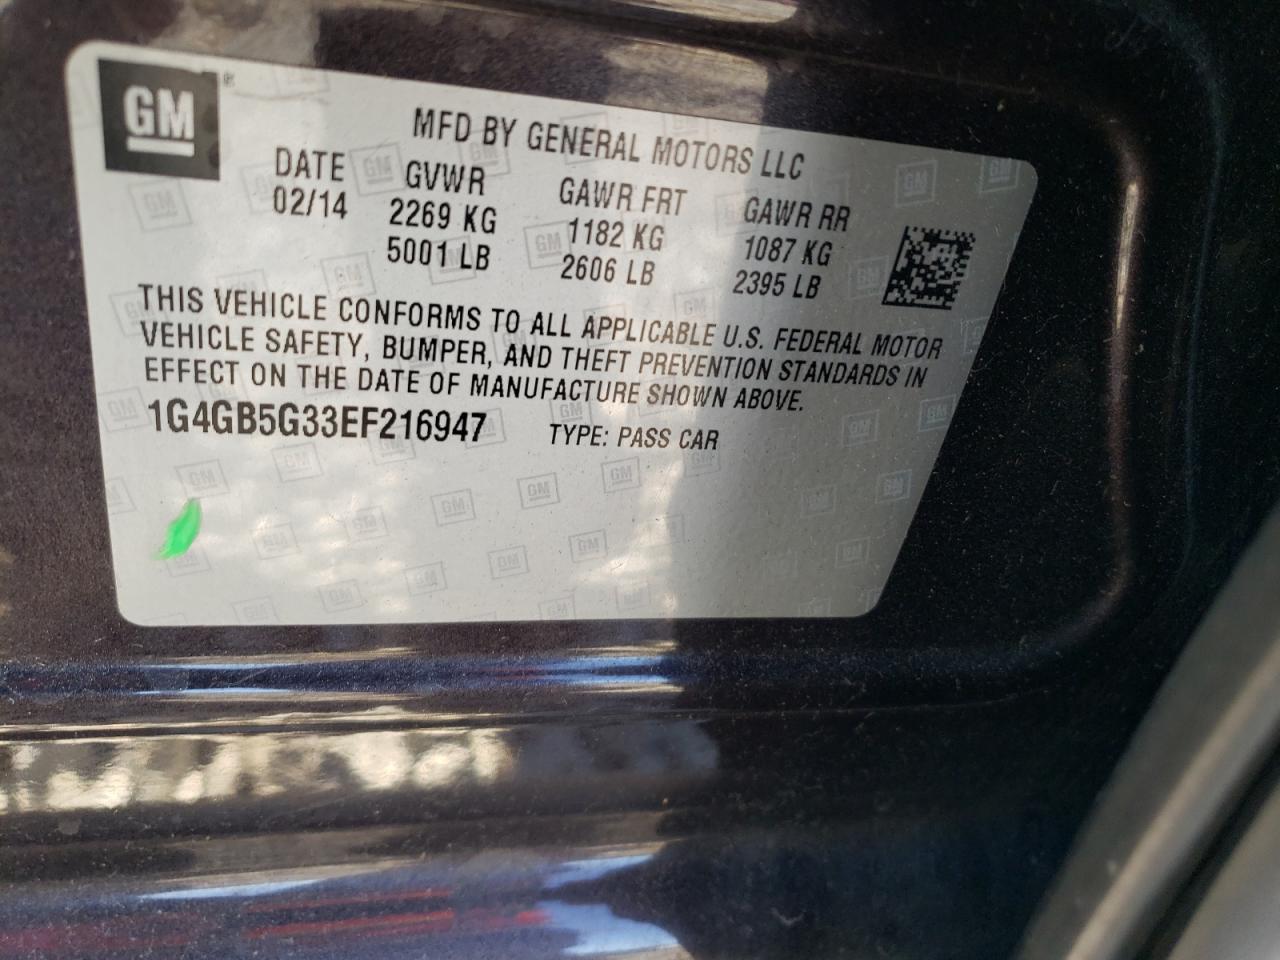 GM
MFD BY GENERAL MOTORS LLC
DATE GVWR GAWR FRT GAWR RR
02/14 2269 KG 1182 KG 1087 KG
5001 LB 2606 LB 2395 LB
THIS VEHICLE CONFORMS TO ALL APPLICABLE U.S. FEDERAL MOTOR
VEHICLE SAFETY, BUMPER, AND THEFT PREVENTION STANDARDS IN
EFFECT ON THE DATE OF MANUFACTURE SHOWN ABOVE.
1G4GB5G33EF216947 TYPE: PASS CAR